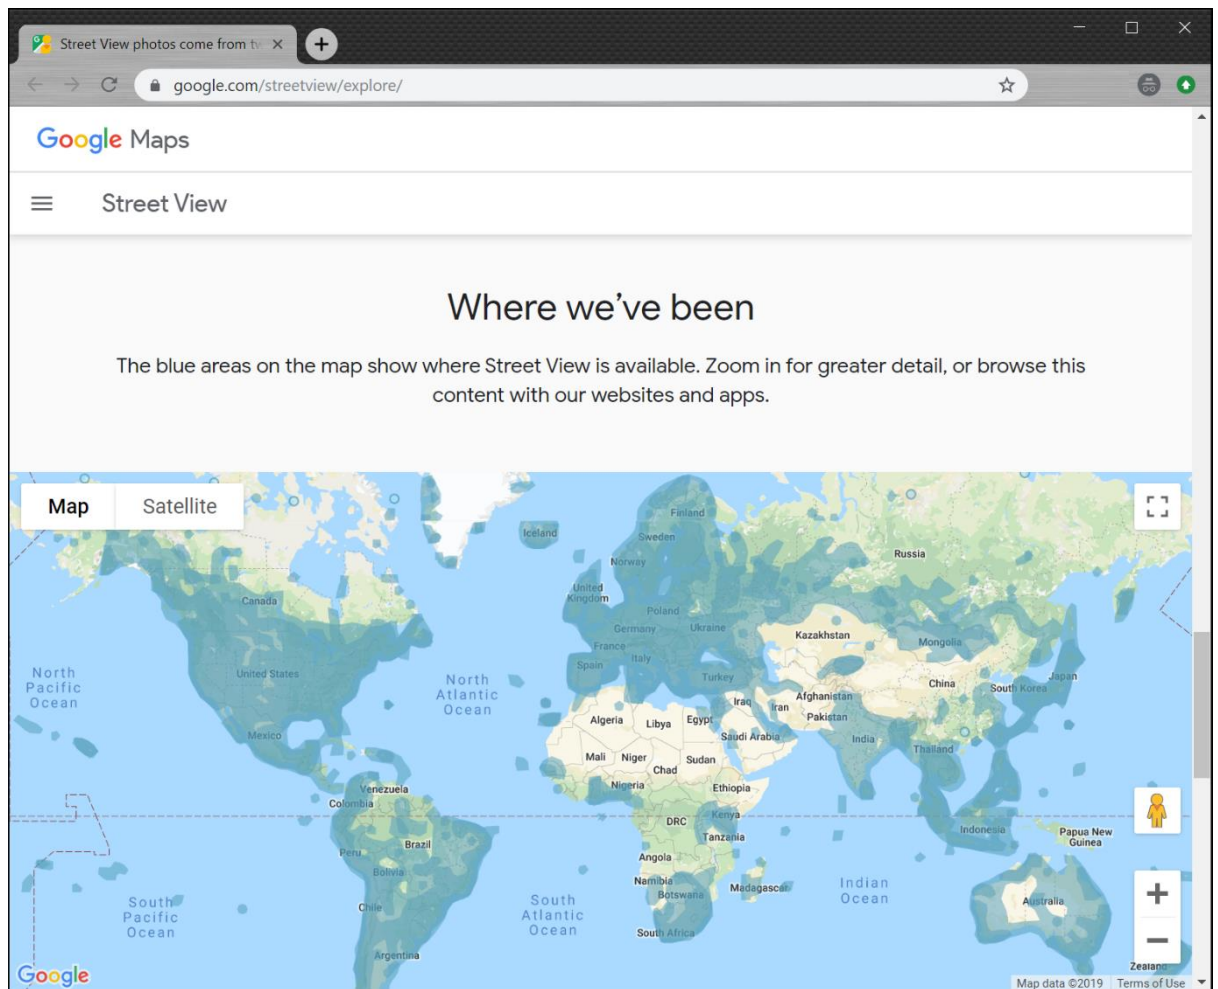 Street View photos come from tw
google.com/streetview/explore/
Google Maps
Street View
Where we've been
The blue areas on the map show where Street View is available. Zoom in for greater detail, or browse this
content with our websites and apps.
Map Satellite
Finland
Iceland
Sweden
Russia
Norway
United
Kingdom
Canada
Poland
Germany
Ukraine
Kazakhstan
Mongolia
France
Italy
Spain
North
Pacific
Ocean
United States
North
Atlantic
Ocean
Turkey
China
South Korea
Japan
Iraq
Iran
Afghanistan
Pakistan
Algeria
Libya
Egypt
Saudi Arabia
India
Mexico
Thailand
Mali
Niger
Chad
Sudan
Nigeria
Ethiopia
Venezuela
Colombia
DRC
Kenya
Tanzania
Indonesia
Papua New
Guinea
Peru
Brazil
Bolivia
Angola
Namibia
Botswana
Madagascar
Indian
Ocean
Australia
South
Pacific
Ocean
Chile
South
Atlantic
Ocean
South Africa
Argentina
Zealand
Google
Map data ©2019 Terms of Use